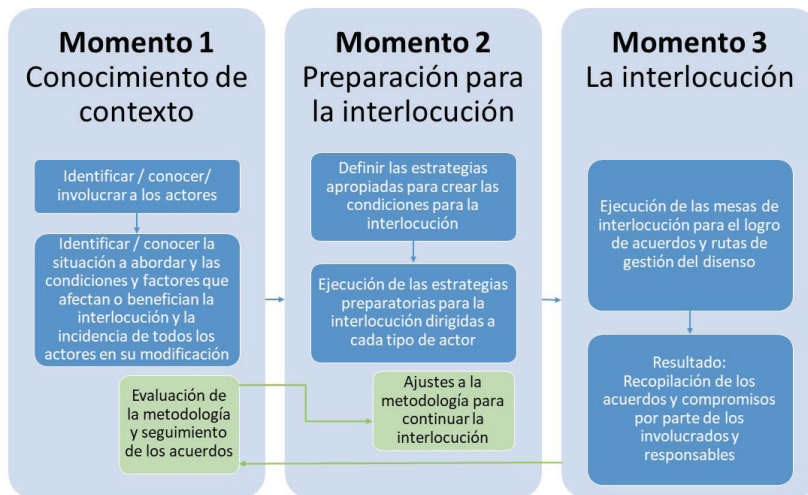 Momento 1
Conocimiento de
contexto
Identificar / conocer/
involucrar a los actores
Identificar / conocer la
situación a abordar y las
condiciones y factores que
afectan o benefician la
interlocución y la
incidencia de todos los
actores en su modificación
Evaluación de
la metodología
y seguimiento
de los acuerdos
Momento 2
Preparación para
la interlocución
Definir las estrategias
apropiadas para crear las
condiciones para la
interlocución
Ejecución de las estrategias
preparatorias para la
interlocución dirigidas a
cada tipo de actor
Ajustes a la
metodología para
continuar la
interlocución
Momento 3
La interlocución
Ejecución de las mesas de
interlocución para el logro
de acuerdos y rutas de
gestión del disenso
Resultado:
Recopilación de los
acuerdos y compromisos
por parte de los
involucrados y
responsables